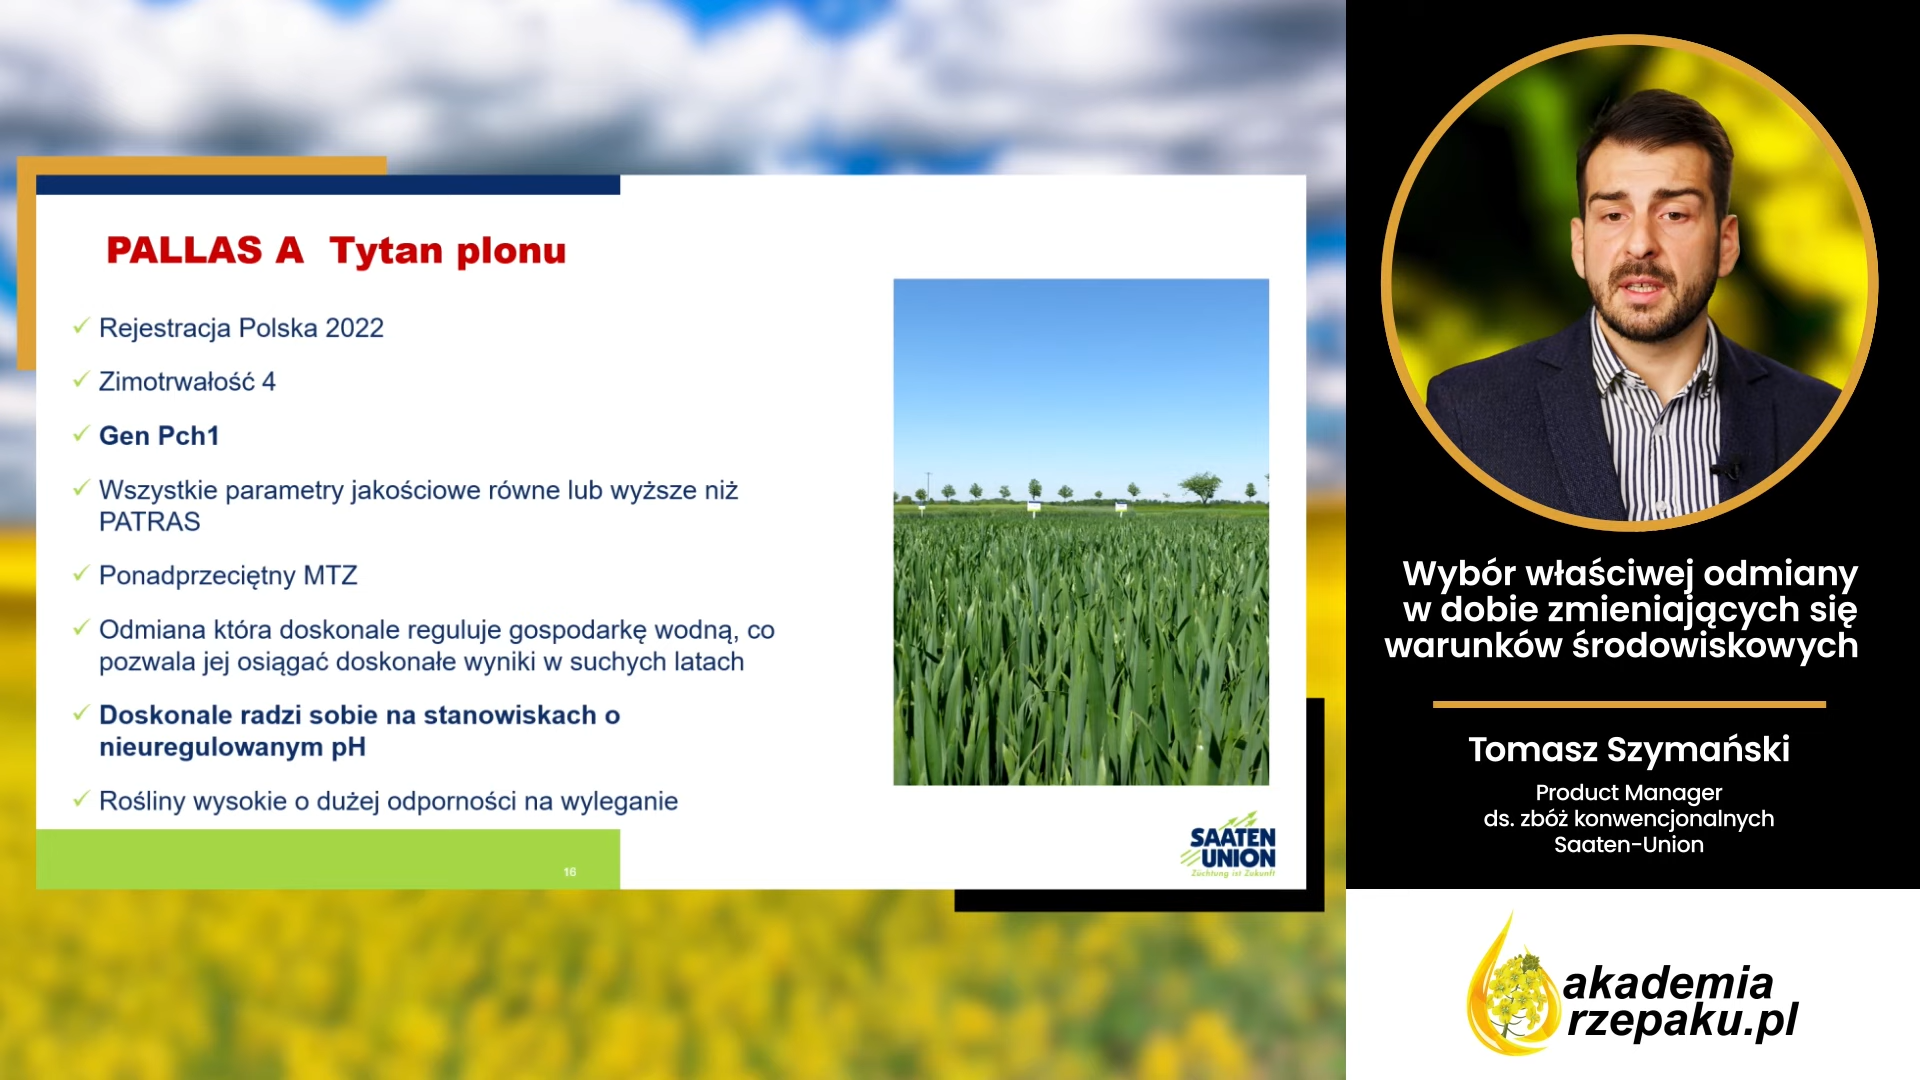 PALLAS A Tytan plonu
Rejestracja Polska 2022
Zimotrwałość 4
Gen Pch1
Wszystkie parametry jakościowe równe lub wyższe niż
PATRAS
Ponadprzeciętny MTZ
Odmiana która doskonale reguluje gospodarkę wodną, co
pozwala jej osiągać doskonałe wyniki w suchych latach
Doskonale radzi sobie na stanowiskach o
nieuregulowanym pH
Rośliny wysokie o dużej odporności na wyleganie
16
SAATEN
UNION
Züchtung ist Zukunft
Wybór właściwej odmiany
w dobie zmieniających się
warunków środowiskowych
Tomasz Szymański
Product Manager
ds. zbóż konwencjonalnych
Saaten-Union
akademia
rzepaku.pl